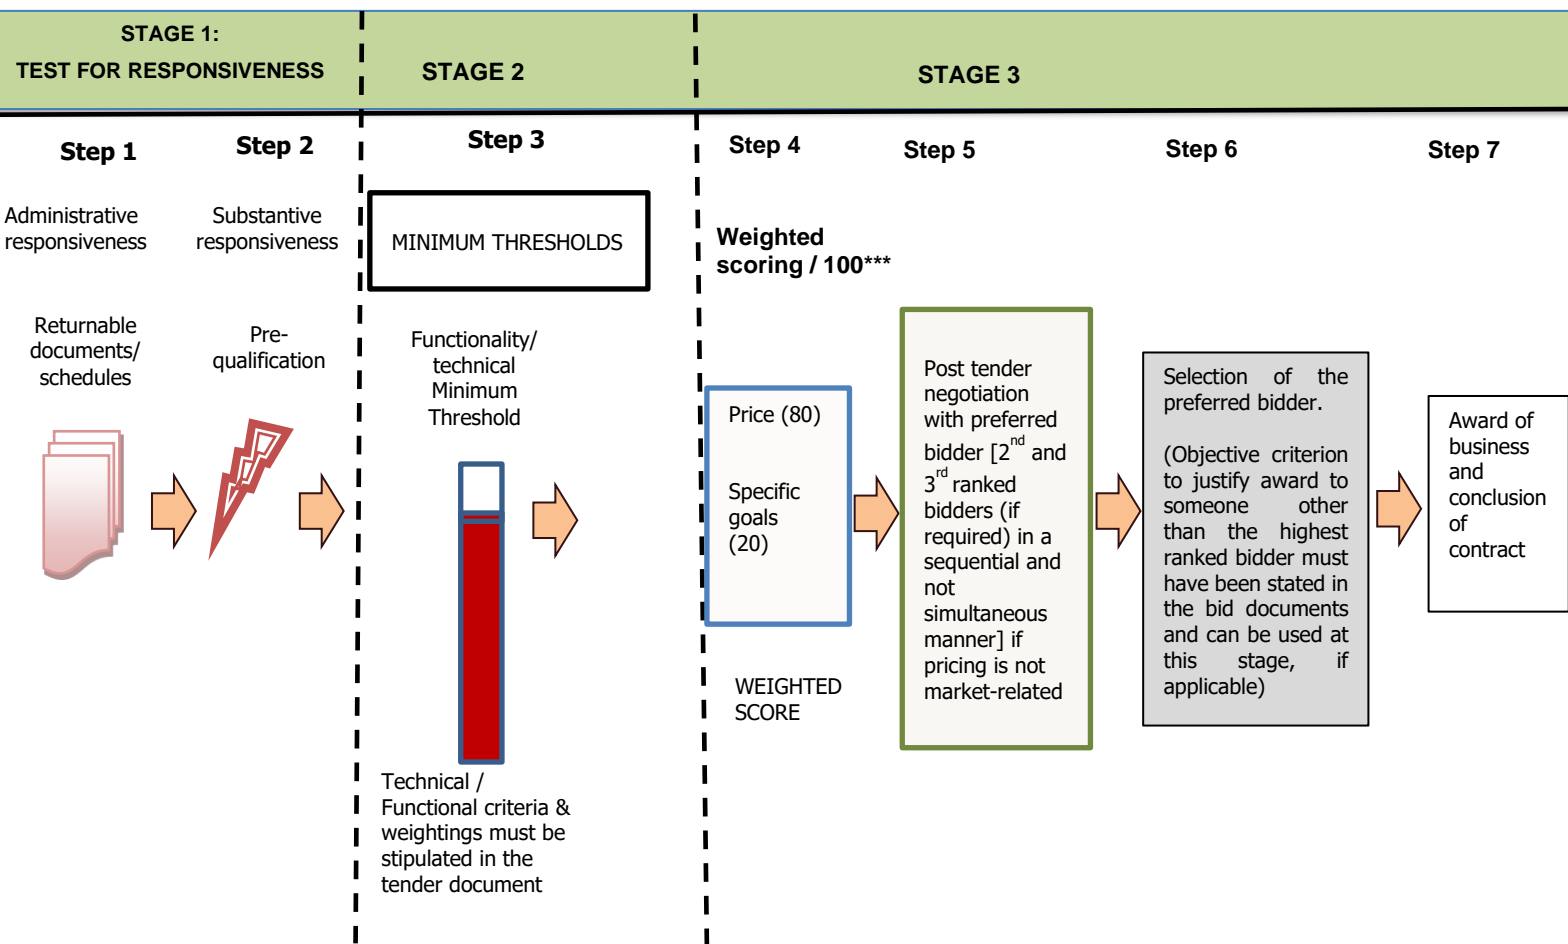 STAGE 1:
TEST FOR RESPONSIVENESS
STAGE 2
STAGE 3
Step 1
Step 2
Step 3
Step 4
Step 5
Step 6
Step 7
Administrative
responsiveness
Substantive
responsiveness
MINIMUM THRESHOLDS
Weighted
scoring / 100***
Returnable
documents/
schedules
Pre-
qualification
Functionality/
technical
Minimum
Threshold
Technical /
Functional criteria &
weightings must be
stipulated in the
tender document
Price (80)
Specific
goals
(20)
WEIGHTED
SCORE
Post tender
negotiation
with preferred
bidder [2nd and
3rd ranked
bidders (if
required) in a
sequential and
not
simultaneous
manner] if
pricing is not
market-related
Selection of the
preferred bidder.
(Objective criterion
to justify award to
someone other
than the highest
ranked bidder must
have been stated in
the bid documents
and can be used at
this stage, if
applicable)
Award of
business
and
conclusion
of
contract